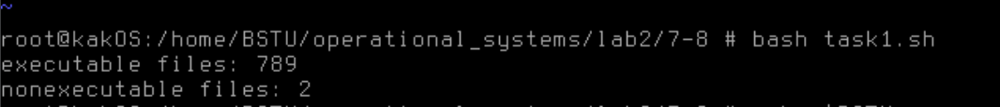 ~
root@kakOS:/home/BSTU/operational_systems/lab2/7-8 # bash task1.sh
executable files: 789
nonexecutable files: 2